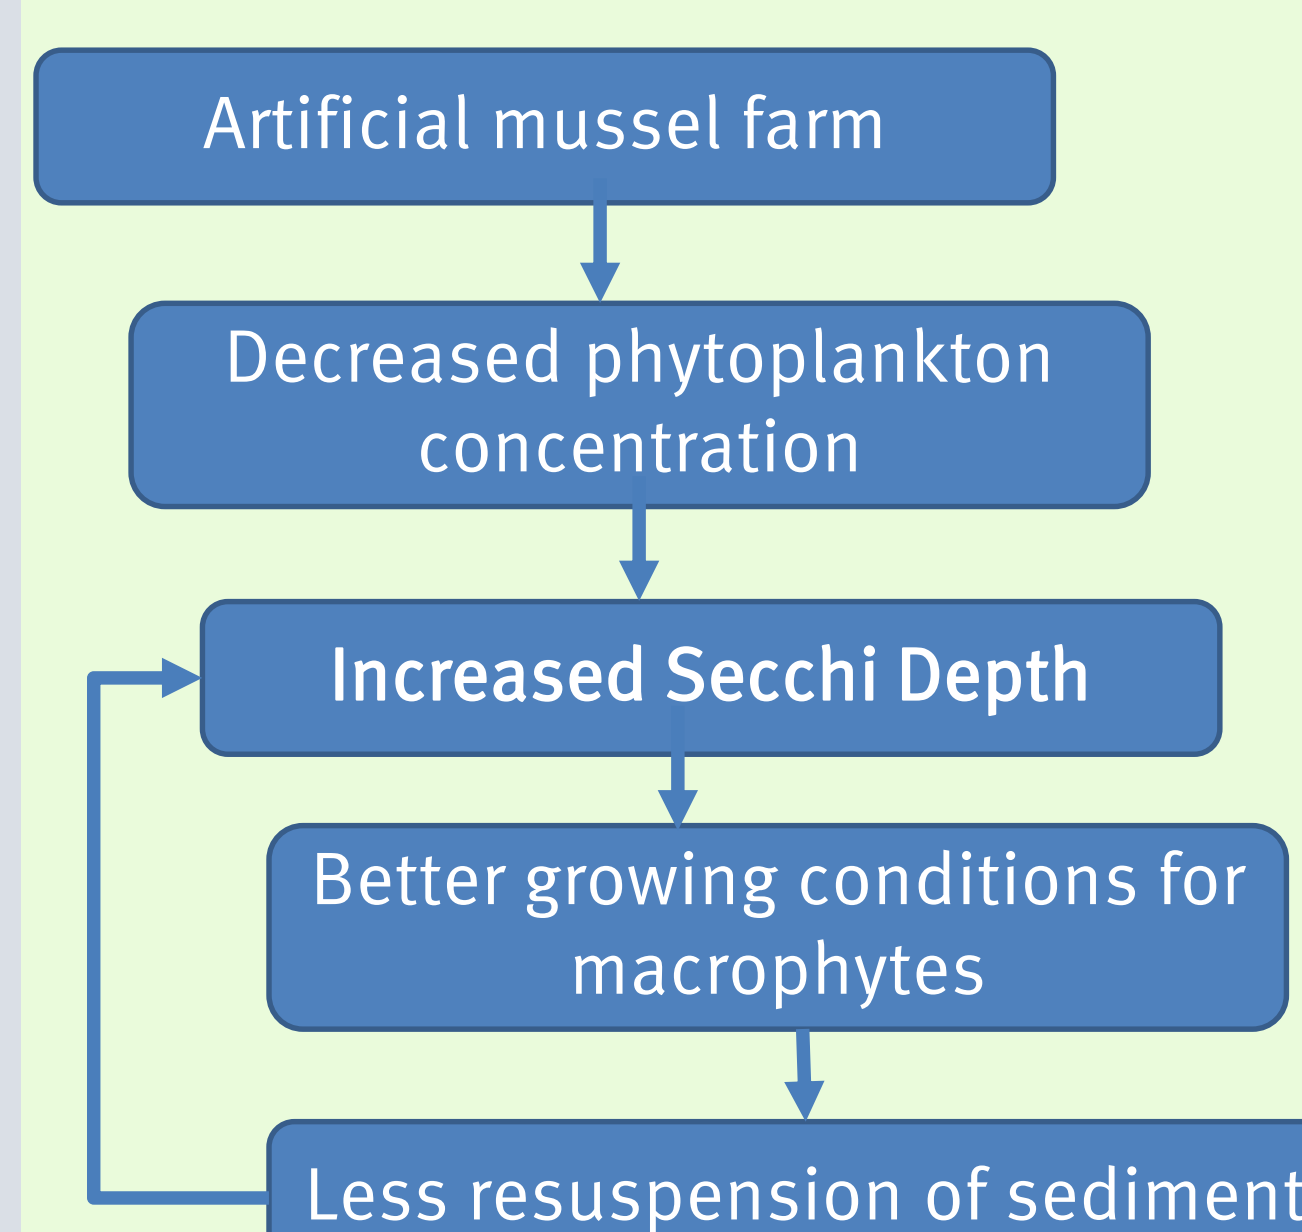 Artificial mussel farm
Decreased phytoplankton
concentration
Increased Secchi Depth
Better growing conditions for
macrophytes
Less resuspension of sediment